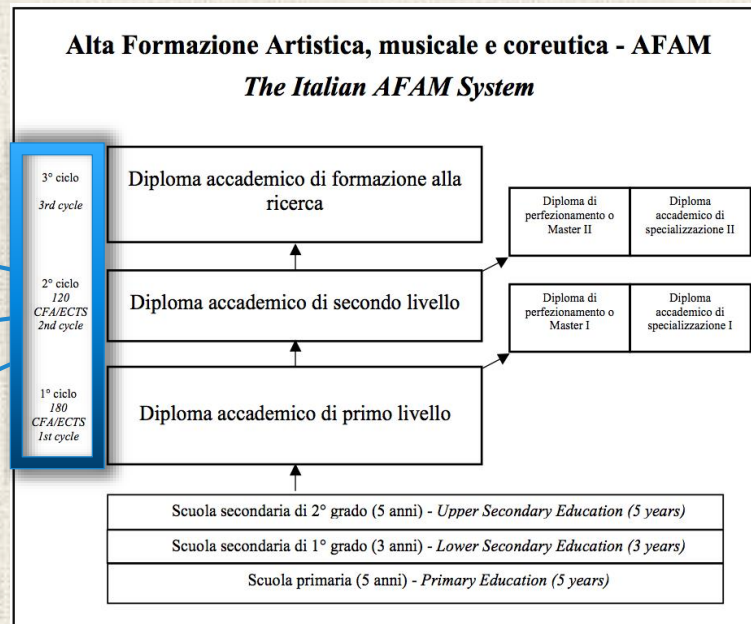 Alta Formazione Artistica, musicale e coreutica - AFAM
The Italian AFAM System
3° ciclo
3rd cycle
Diploma accademico di formazione alla
ricerca
Diploma di
perfezionamento o
Master II
Diploma
accademico di
specializzazione II
2° ciclo
120
CFA/ECTS
2nd cycle
Diploma accademico di secondo livello
Diploma di
perfezionamento o
Master I
Diploma
accademico di
specializzazione I
1° ciclo
180
CFA/ECTS
1st cycle
Diploma accademico di primo livello
Scuola secondaria di 2° grado (5 anni) - Upper Secondary Education (5 years)
Scuola secondaria di 1° grado (3 anni) - Lower Secondary Education (3 years)
Scuola primaria (5 anni) - Primary Education (5 years)